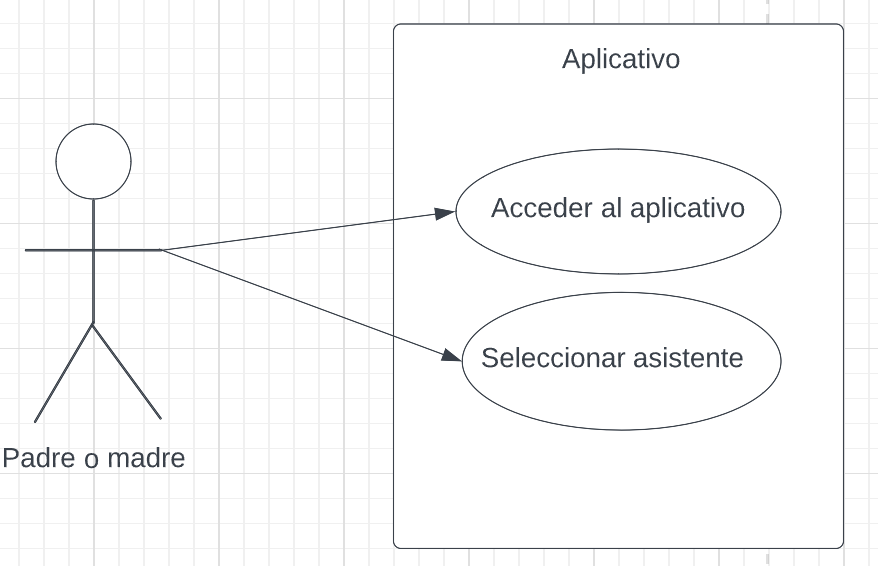 Aplicativo
Acceder al aplicativo
Seleccionar asistente
Padre o madre